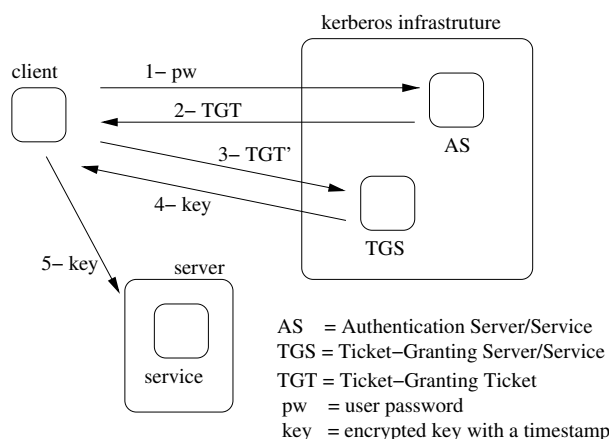 kerberos infrastruture
client
1− pw
2− TGT
AS
3− TGT'
4− key
TGS
5− key
server
service
AS = Authentication Server/Service
TGS = Ticket−Granting Server/Service
TGT = Ticket−Granting Ticket
pw = user password
key = encrypted key with a timestamp